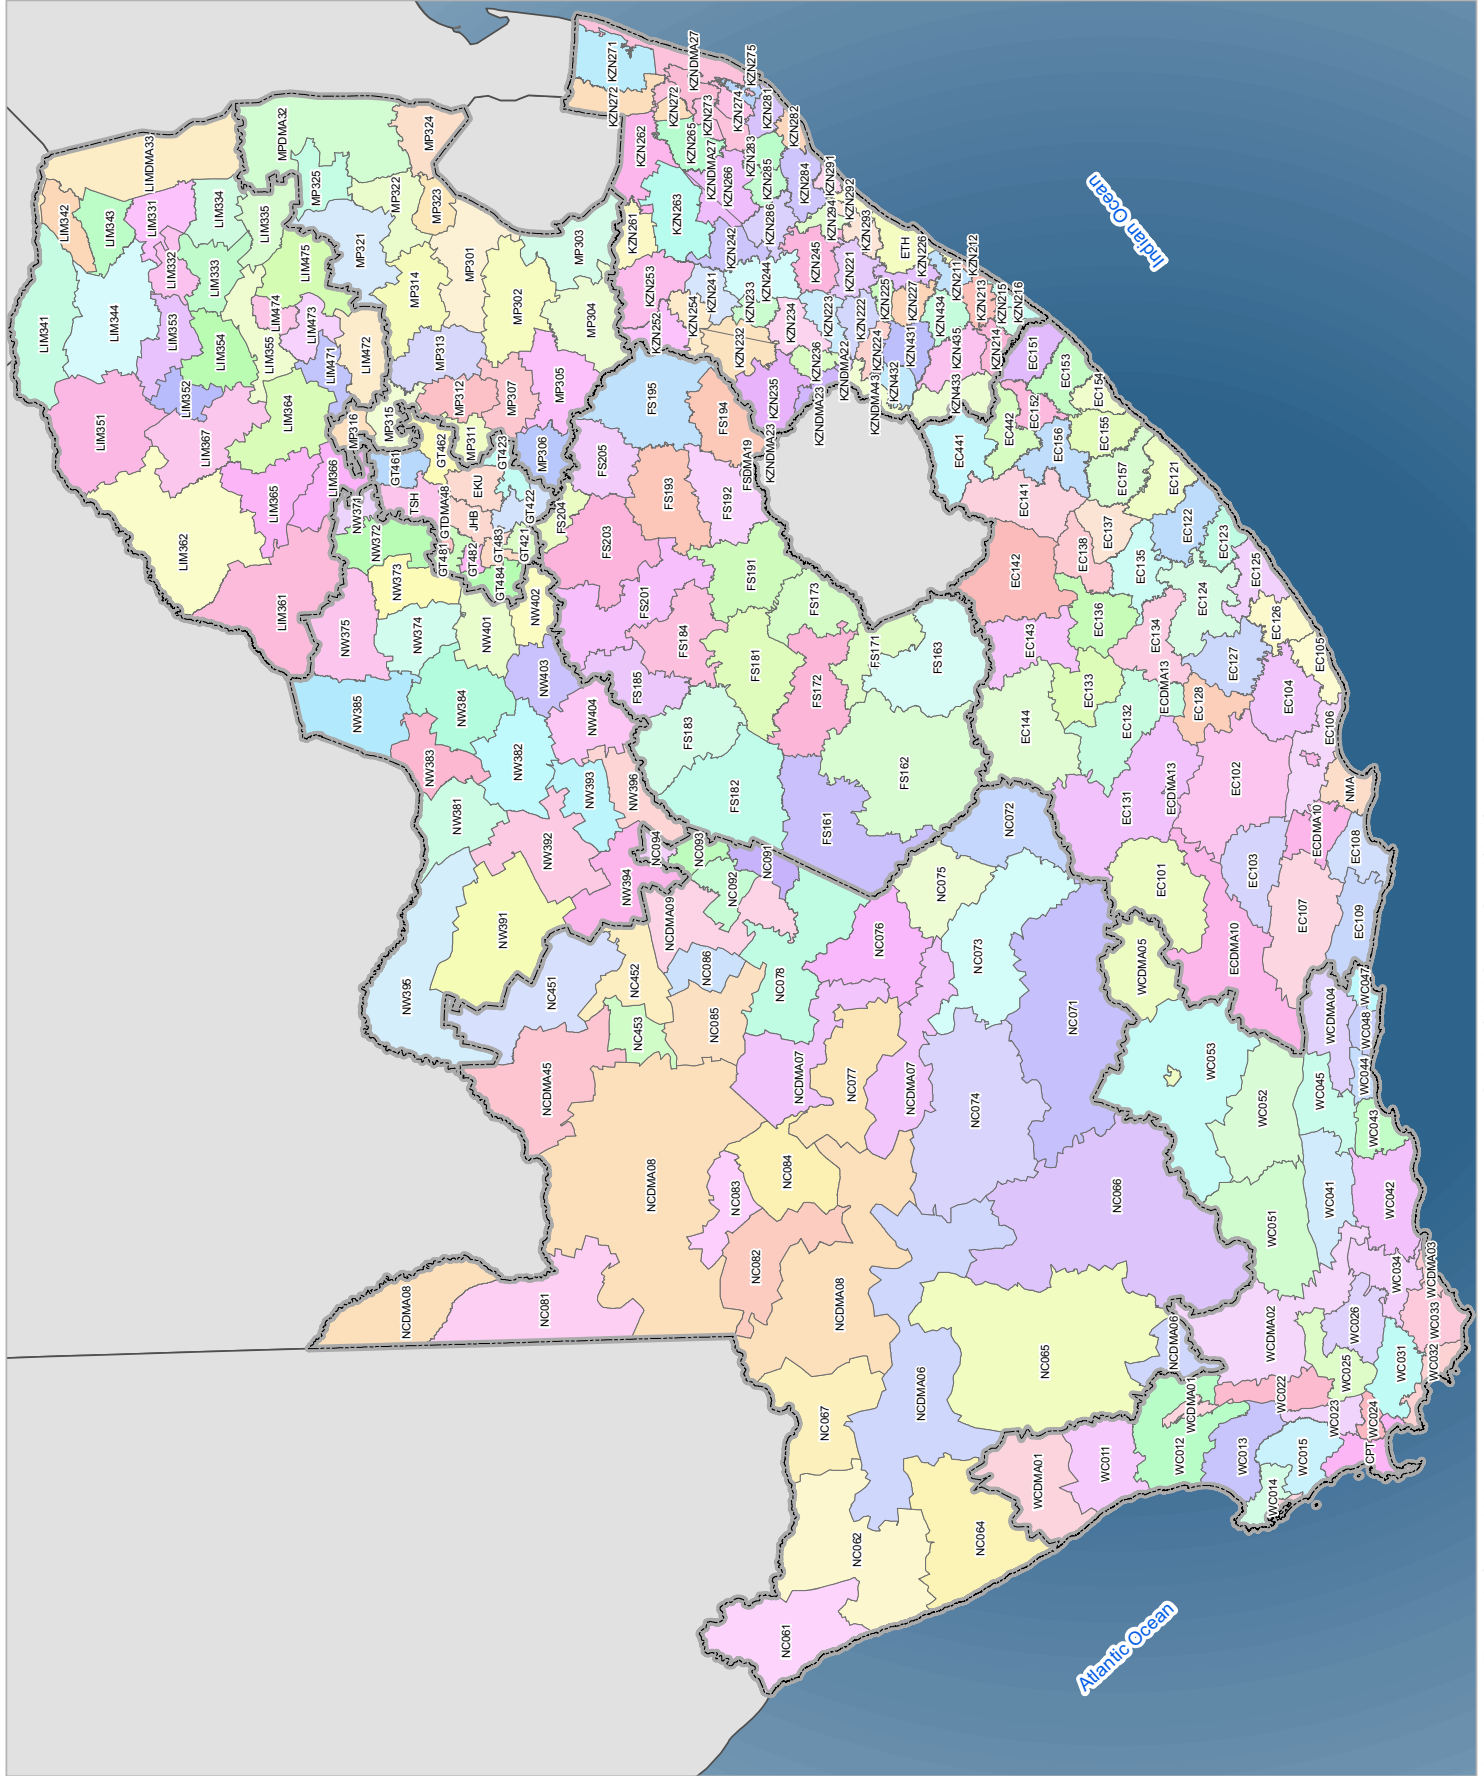 LIM341
LIM342
LIM343
LIMDMA33
LIM344
LIM331
LIM334
LIM332
LIM333
LIM335
LIM351
LIM353
LIM352
LIM354
LIM355
LIM475
LIM474
LIM473
LIM471
LIM472
LIM362
LIM367
LIM364
LIM365
LIM366
LIM361
MPDMA32
MP325
MP324
MP322
MP323
MP321
MP314
MP301
MP302
MP303
MP304
MP313
MP312
MP307
MP305
MP316
MP315
MP311
MP306
GT461
GT462
GT423
TSH
GTDMA48
EKU
JHB
GT422
GT481
GT482
GT483
GT421
GT484
NW371
NW372
NW373
NW375
NW374
NW401
NW402
NW403
NW404
NW385
NW384
NW383
NW382
NW381
NW393
NW396
NW392
NW394
NW391
NW395
KZN271
KZN272
KZNDMA27
KZN275
KZN272
KZN273
KZN274
KZN281
KZN282
KZN262
KZN265
KZNDMA27
KZN266
KZN283
KZN285
KZN284
KZN263
KZN261
KZN242
KZN286
KZN291
KZN294
KZN292
KZN293
KZN253
KZN252
KZN254
KZN241
KZN233
KZN244
KZN245
KZN221
ETH
KZN226
KZN232
KZN234
KZN223
KZN222
KZN225
KZN227
KZN211
KZN212
KZN235
KZN236
KZNDMA22
KZN224
KZN431
KZN434
KZN213
KZN215
KZN216
KZNDMA23
KZNDMA23
KZNDMA43
KZN432
KZN435
KZN433
KZN214
FS195
FS194
FSDMA19
FS205
FS193
FS192
FS204
FS203
FS201
FS191
FS184
FS173
FS185
FS181
FS172
FS171
FS163
FS183
FS182
FS162
FS161
EC151
EC153
EC154
EC152
EC442
EC155
EC156
EC441
EC157
EC121
EC141
EC137
EC122
EC142
EC138
EC135
EC123
EC143
EC136
EC124
EC125
EC134
EC126
EC133
EC127
EC105
EC144
EC132
ECDMA13
EC128
EC104
EC106
EC131
ECDMA13
EC102
NMA
ECDMA10
EC108
EC101
EC103
EC107
EC109
ECDMA10
NC072
NC094
NC093
NC091
NC092
NCDMA09
NC075
NC076
NC073
NC086
NC078
NC451
NC452
NC453
NC085
NCDMA45
NCDMA07
NC077
NCDMA07
NC074
NC071
NCDMA08
NC084
NC083
NC082
NC066
NCDMA08
NC081
NCDMA08
NC065
NCDMA06
NCDMA06
NC067
NC062
NC064
NC061
WCDMA05
WCDMA04
WC047
WC048
WC044
WC053
WC052
WC045
WC043
WC051
WC041
WC042
WC034
WCDMA03
WCDMA02
WC026
WC033
WC031
WC032
WC025
WC022
WC023
WC024
WCDMA01
WC012
WC013
WC015
WC014
CPT
WC011
WCDMA01
Indian Ocean
Atlantic Ocean